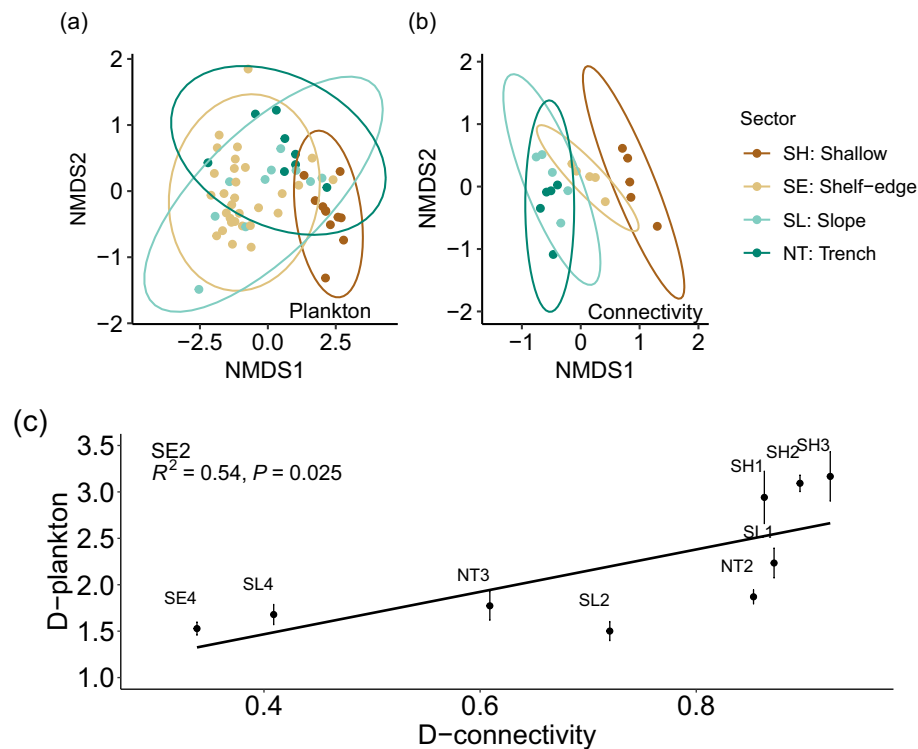 (a)
2
1
0
−1
−2
NMDS2
−2.5
0.0
2.5
NMDS1
Plankton
(b)
2
1
0
−1
−2
NMDS2
−1
0
1
2
NMDS1
Connectivity
Sector
SH: Shallow
SE: Shelf−edge
SL: Slope
NT: Trench
(c)
3.5
3.0
2.5
2.0
1.5
1.0
D−plankton
SE2
R² = 0.54, P = 0.025
SE4
SL4
NT3
SL2
NT2
SL1
SH1
SH2
SH3
0.4
0.6
0.8
D−connectivity